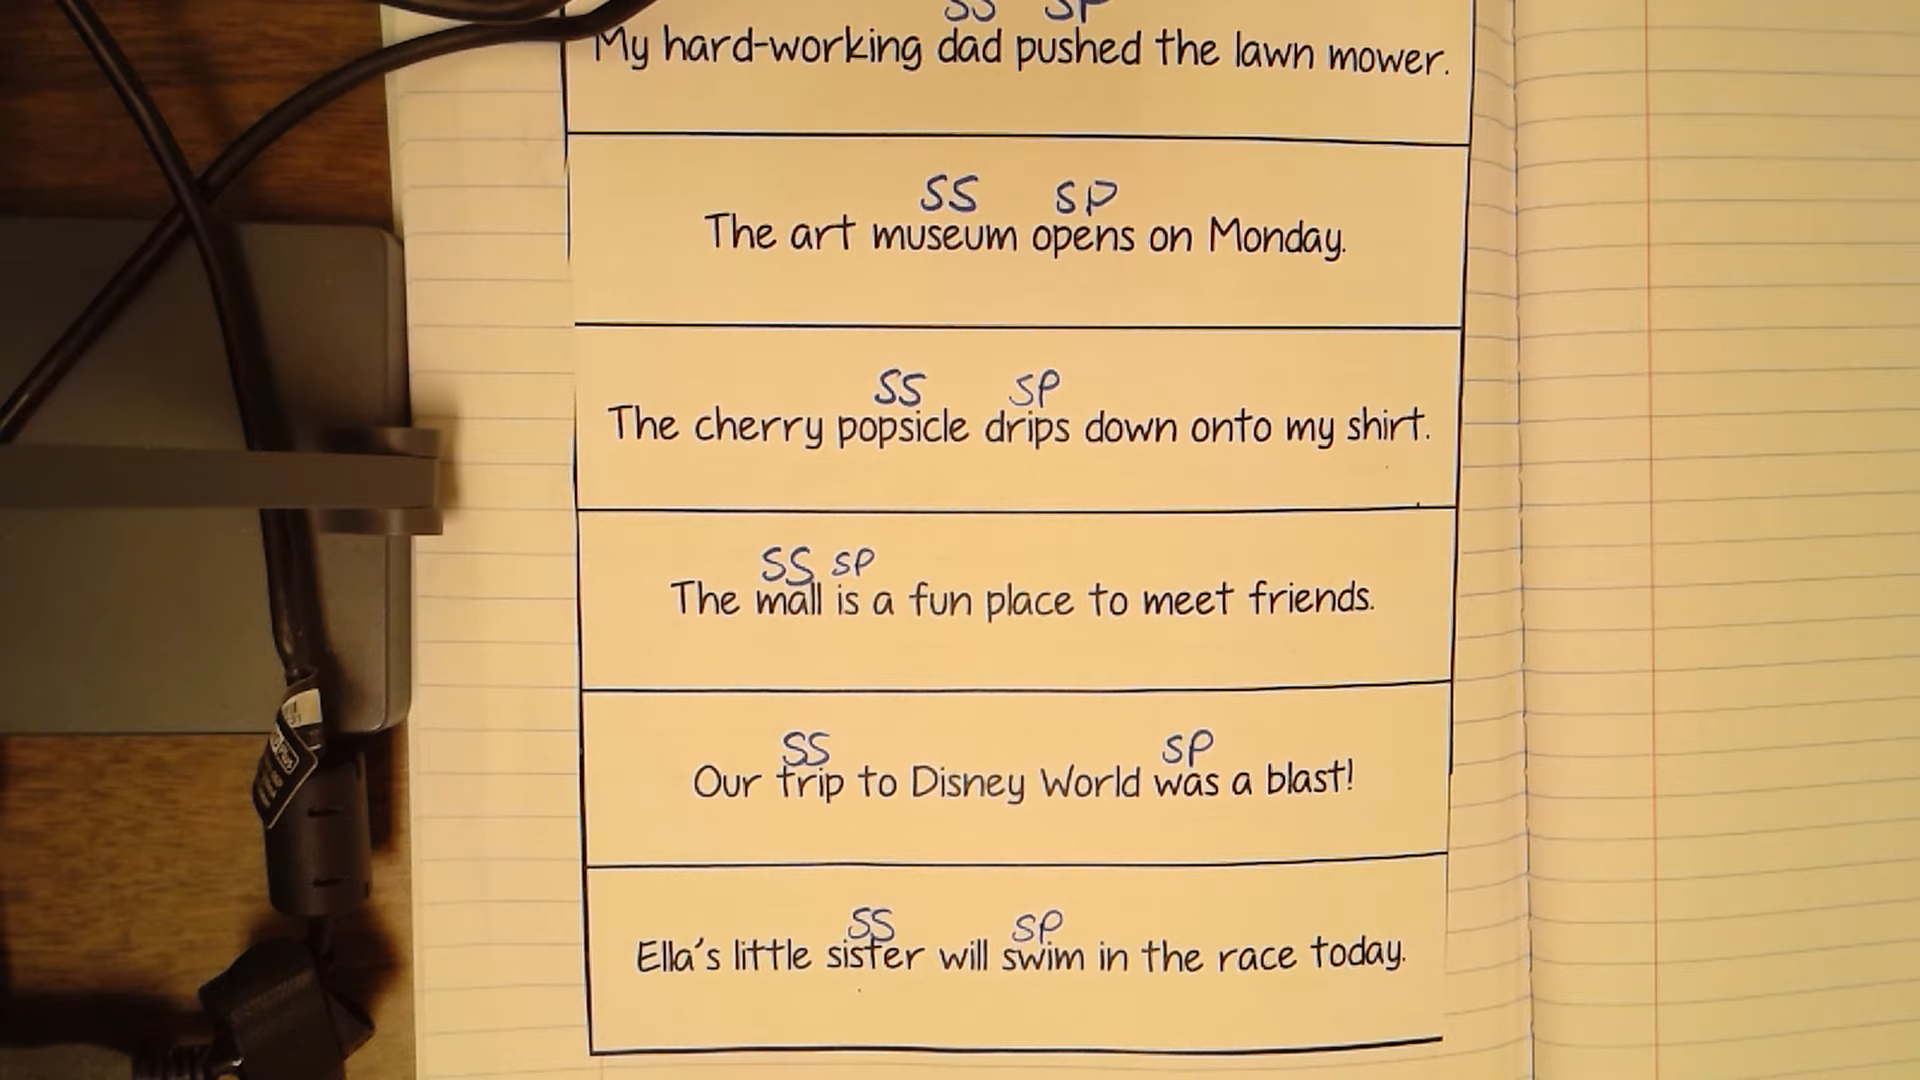 SS SP
My hard-working dad pushed the lawn mower.
SS SP
The art museum opens on Monday.
SS SP
The cherry popsicle drips down onto my shirt.
SS SP
The mall is a fun place to meet friends.
SS SP
Our trip to Disney World was a blast!
SS SP
Ella's little sister will swim in the race today.